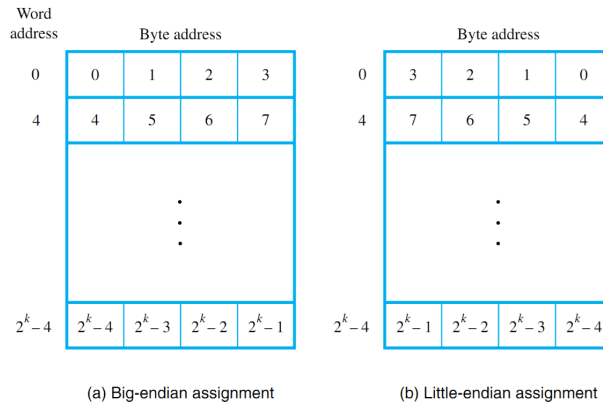 Word
address
Byte address
Byte address
0 0 1 2 3
0 3 2 1 0
4 4 5 6 7
4 7 6 5 4
2^k – 4 2^k – 4 2^k – 3 2^k – 2 2^k – 1
2^k – 4 2^k – 1 2^k – 2 2^k – 3 2^k – 4
(a) Big-endian assignment
(b) Little-endian assignment